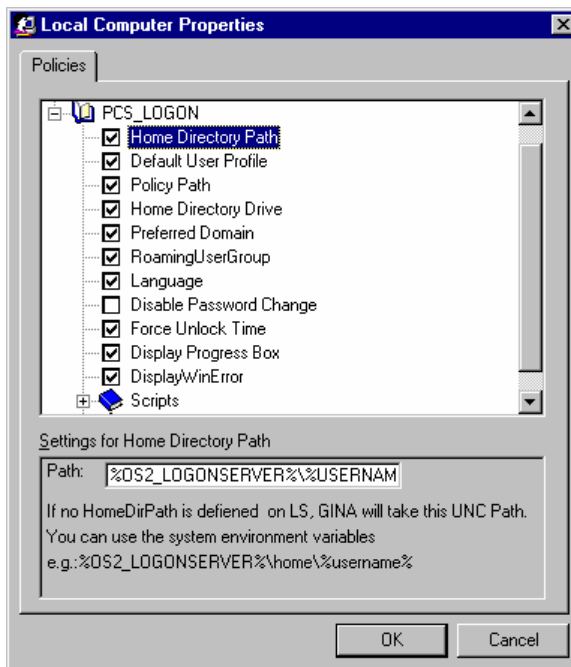 Local Computer Properties
Policies
PCS_LOGON
Home Directory Path
Default User Profile
Policy Path
Home Directory Drive
Preferred Domain
RoamingUserGroup
Language
Disable Password Change
Force Unlock Time
Display Progress Box
DisplayWinError
Scripts
Settings for Home Directory Path
Path: %OS2_LOGONSERVER%\%USERNAM
If no HomeDirPath is defiened on LS, GINA will take this UNC Path.
You can use the system environment variables
e.g.:%OS2_LOGONSERVER%\home\%username%
OK Cancel